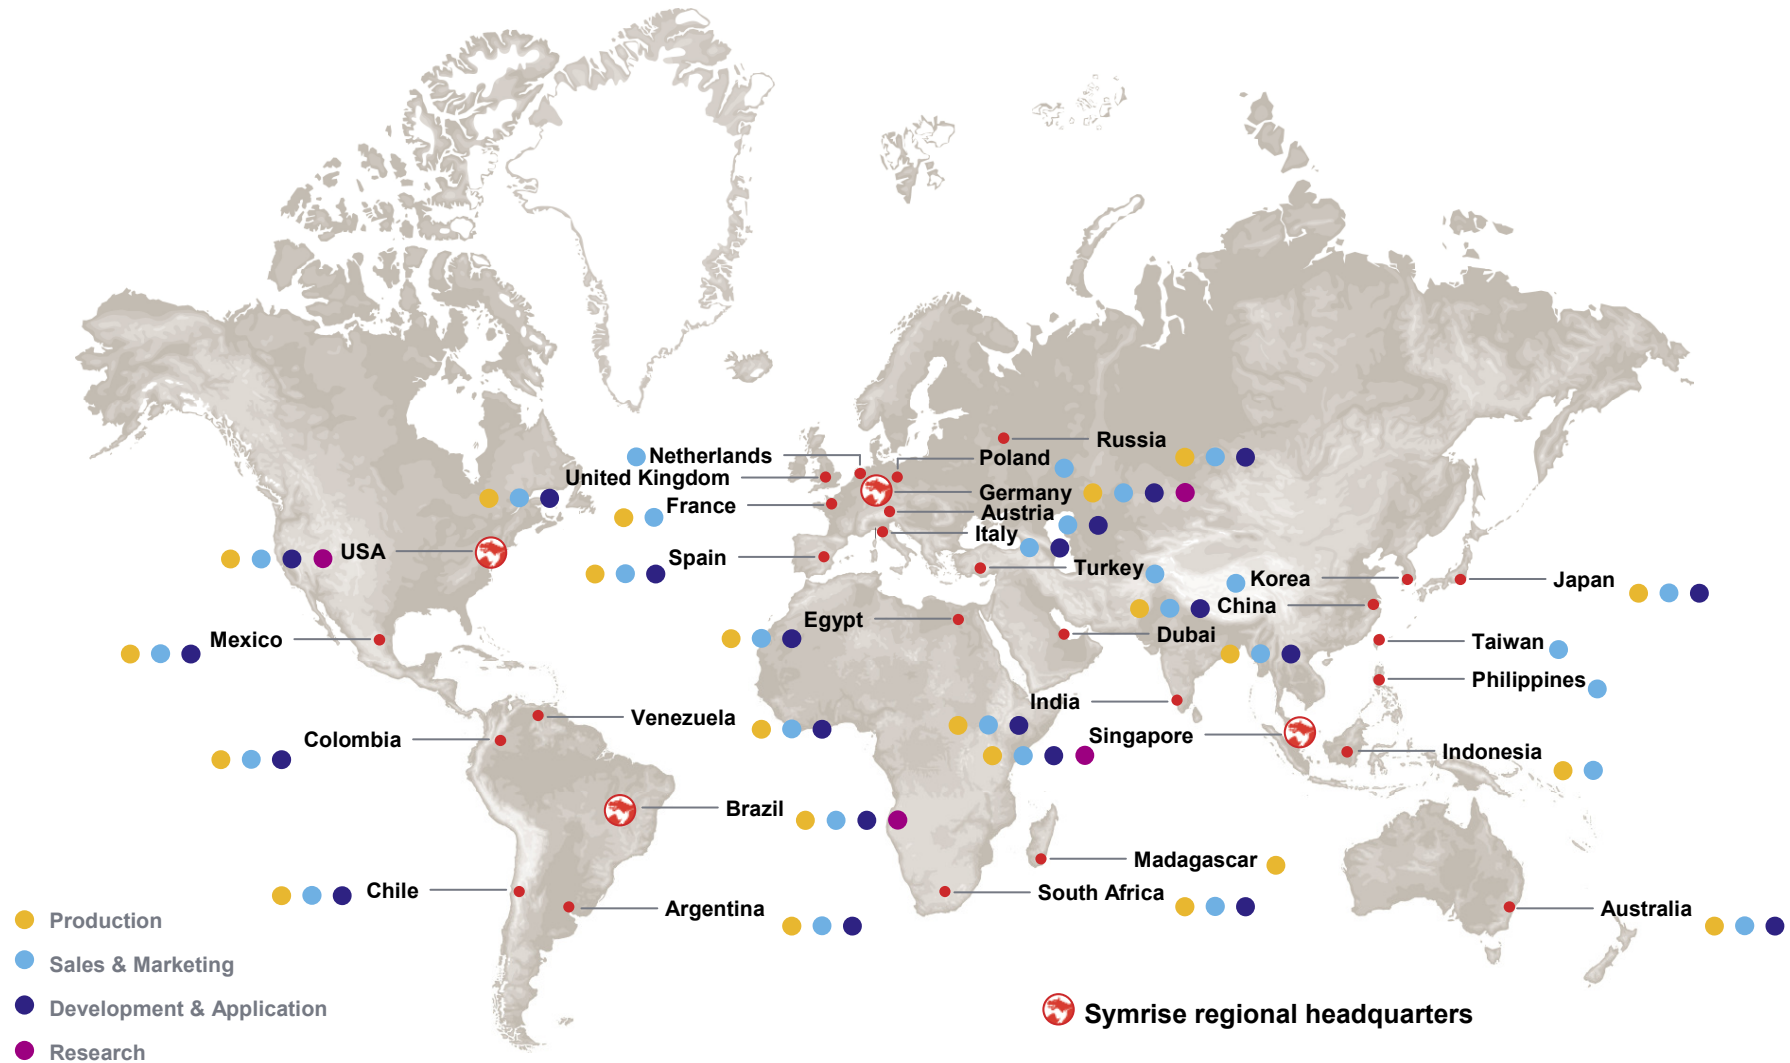 Russia
Netherlands
Poland
United Kingdom
Germany
France
Austria
Italy
USA
Spain
Turkey
Korea
Japan
China
Egypt
Dubai
Mexico
Taiwan
Philippines
India
Venezuela
Singapore
Colombia
Indonesia
Brazil
Madagascar
Chile
South Africa
Argentina
Australia
Production
Sales & Marketing
Development & Application
Research
Symrise regional headquarters